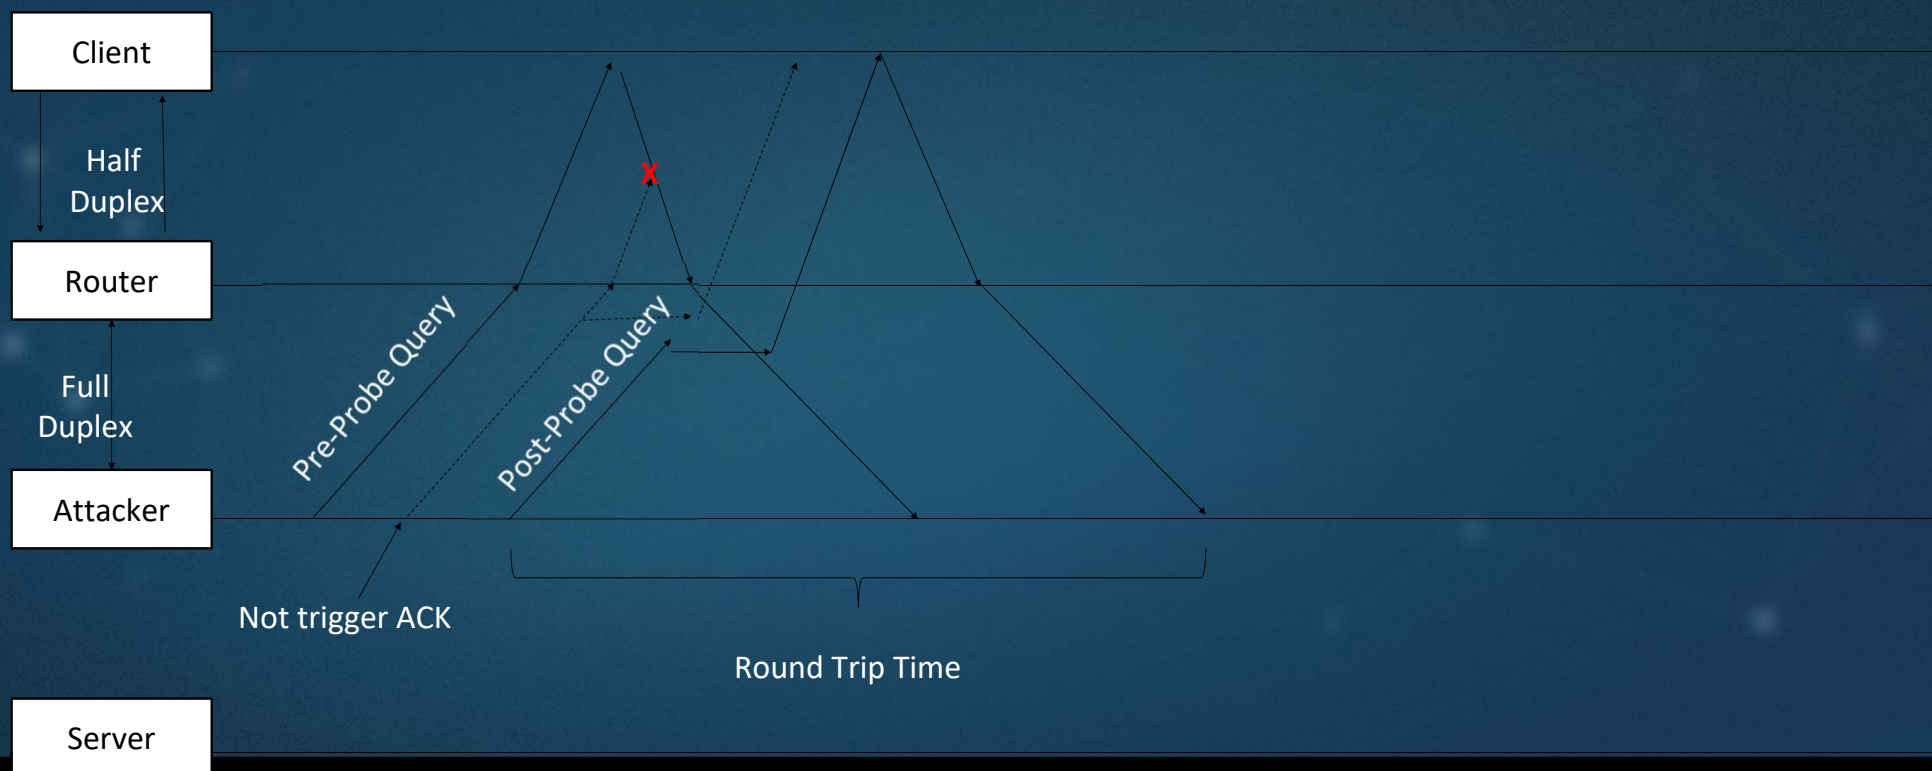 Client
Half
Duplex
X
Router
Pre-Probe Query
Post-Probe Query
Full
Duplex
Attacker
Not trigger ACK
Round Trip Time
Server